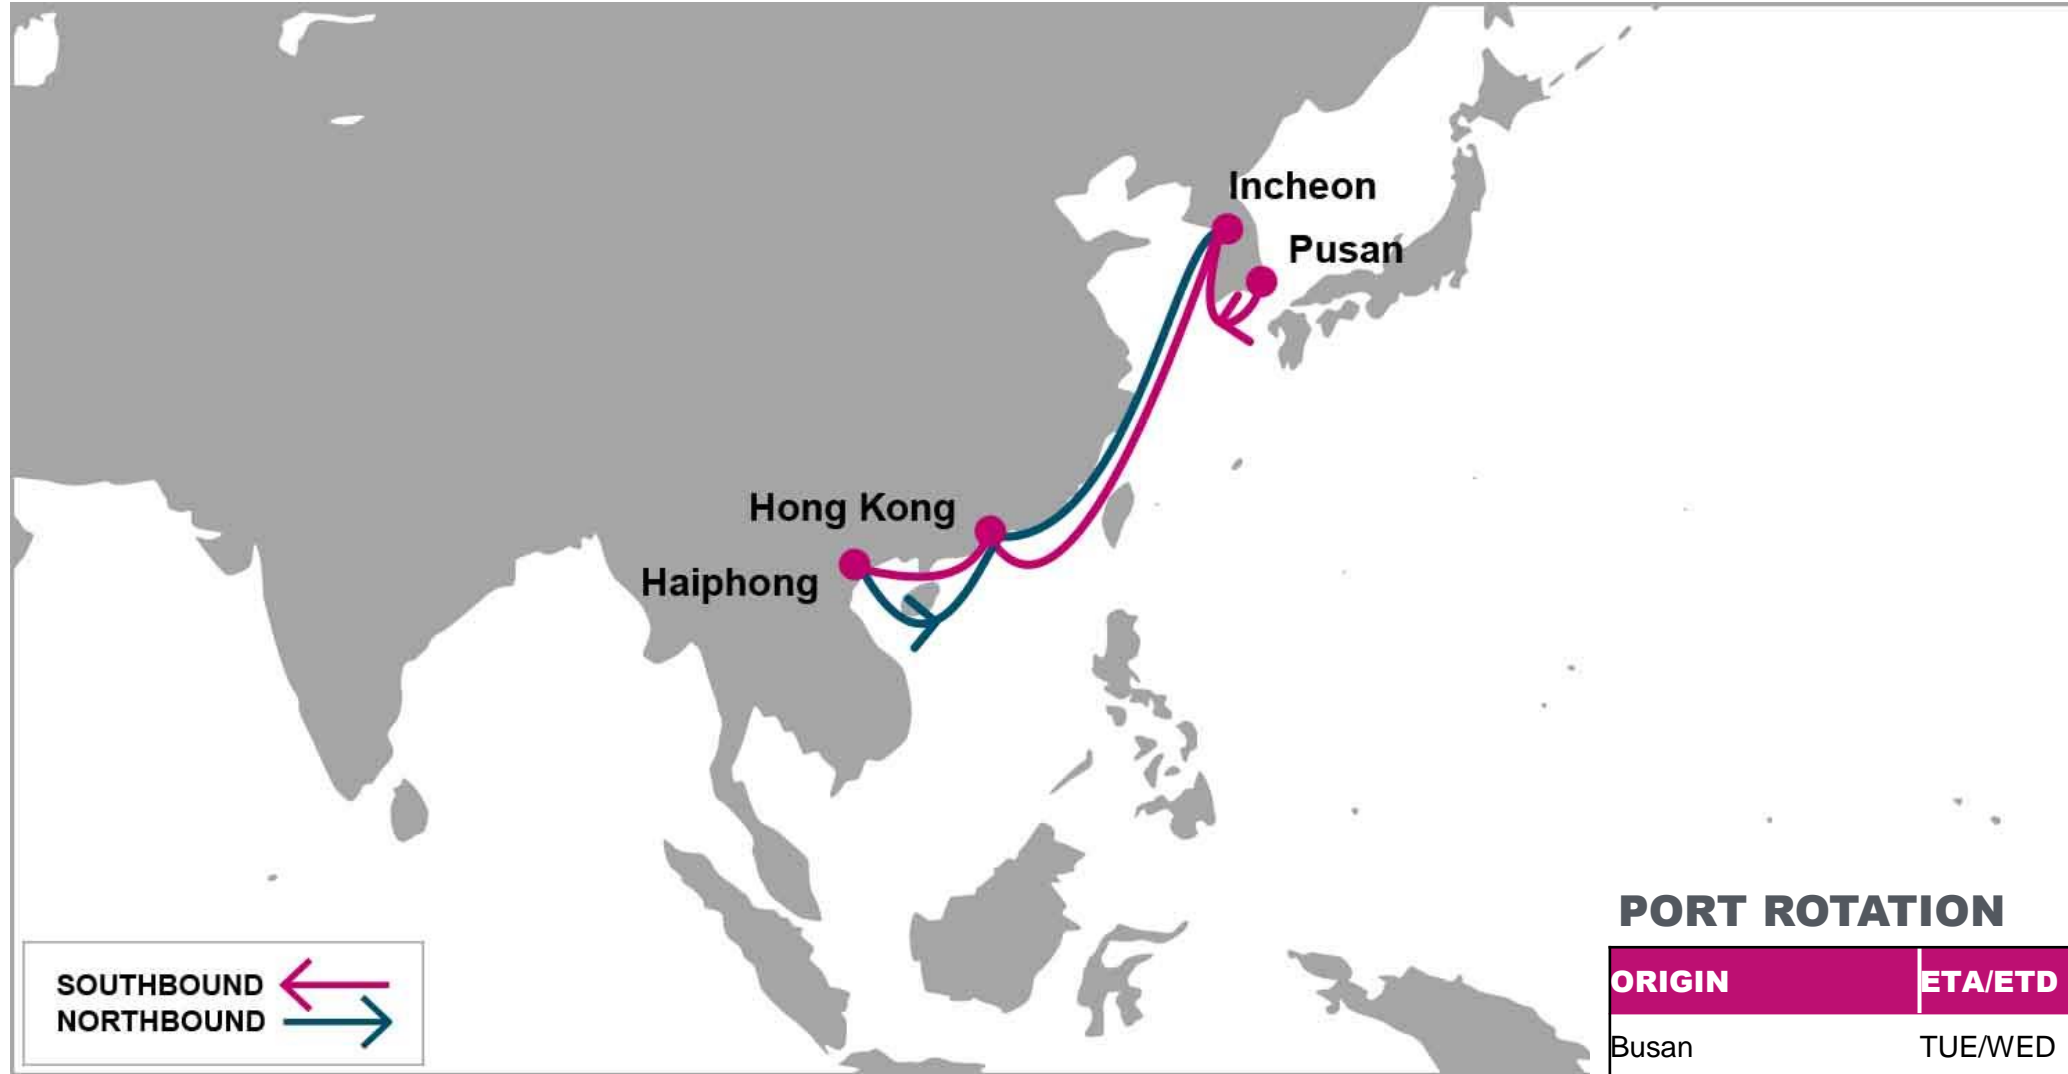 Incheon
Pusan
Hong Kong
Haiphong
SOUTHBOUND
NORTHBOUND
PORT ROTATION
ORIGIN ETA/ETD
Busan TUE/WED